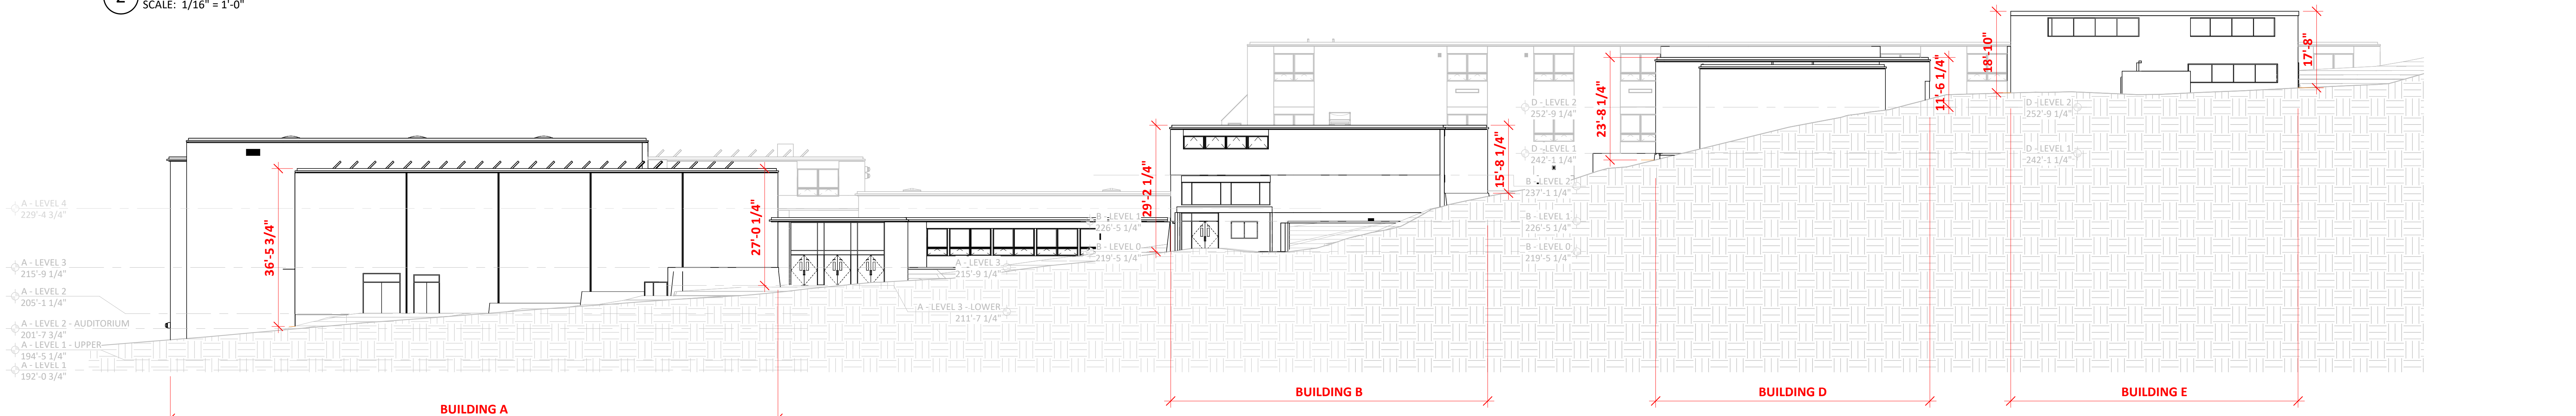 2
SCALE: 1/16" = 1'-0"
18'-10"
17'-8"
11'-6 1/4"
23'-8 1/4"
D - LEVEL 2
252'-9 1/4"
D - LEVEL 2
252'-9 1/4"
D - LEVEL 1
242'-1 1/4"
D - LEVEL 1
242'-1 1/4"
15'-8 1/4"
29'-2 1/4"
B - LEVEL 2
237'-1 1/4"
A - LEVEL 4
229'-4 3/4"
B - LEVEL 1
226'-5 1/4"
B - LEVEL 1
226'-5 1/4"
36'-5 3/4"
27'-0 1/4"
B - LEVEL 0
219'-5 1/4"
B - LEVEL 0
219'-5 1/4"
A - LEVEL 3
215'-9 1/4"
A - LEVEL 3
215'-9 1/4"
A - LEVEL 2
205'-1 1/4"
A - LEVEL 3 - LOWER
211'-7 1/4"
A - LEVEL 2 - AUDITORIUM
201'-7 3/4"
A - LEVEL 1 - UPPER
194'-5 1/4"
A - LEVEL 1
192'-0 3/4"
BUILDING A
BUILDING B
BUILDING D
BUILDING E